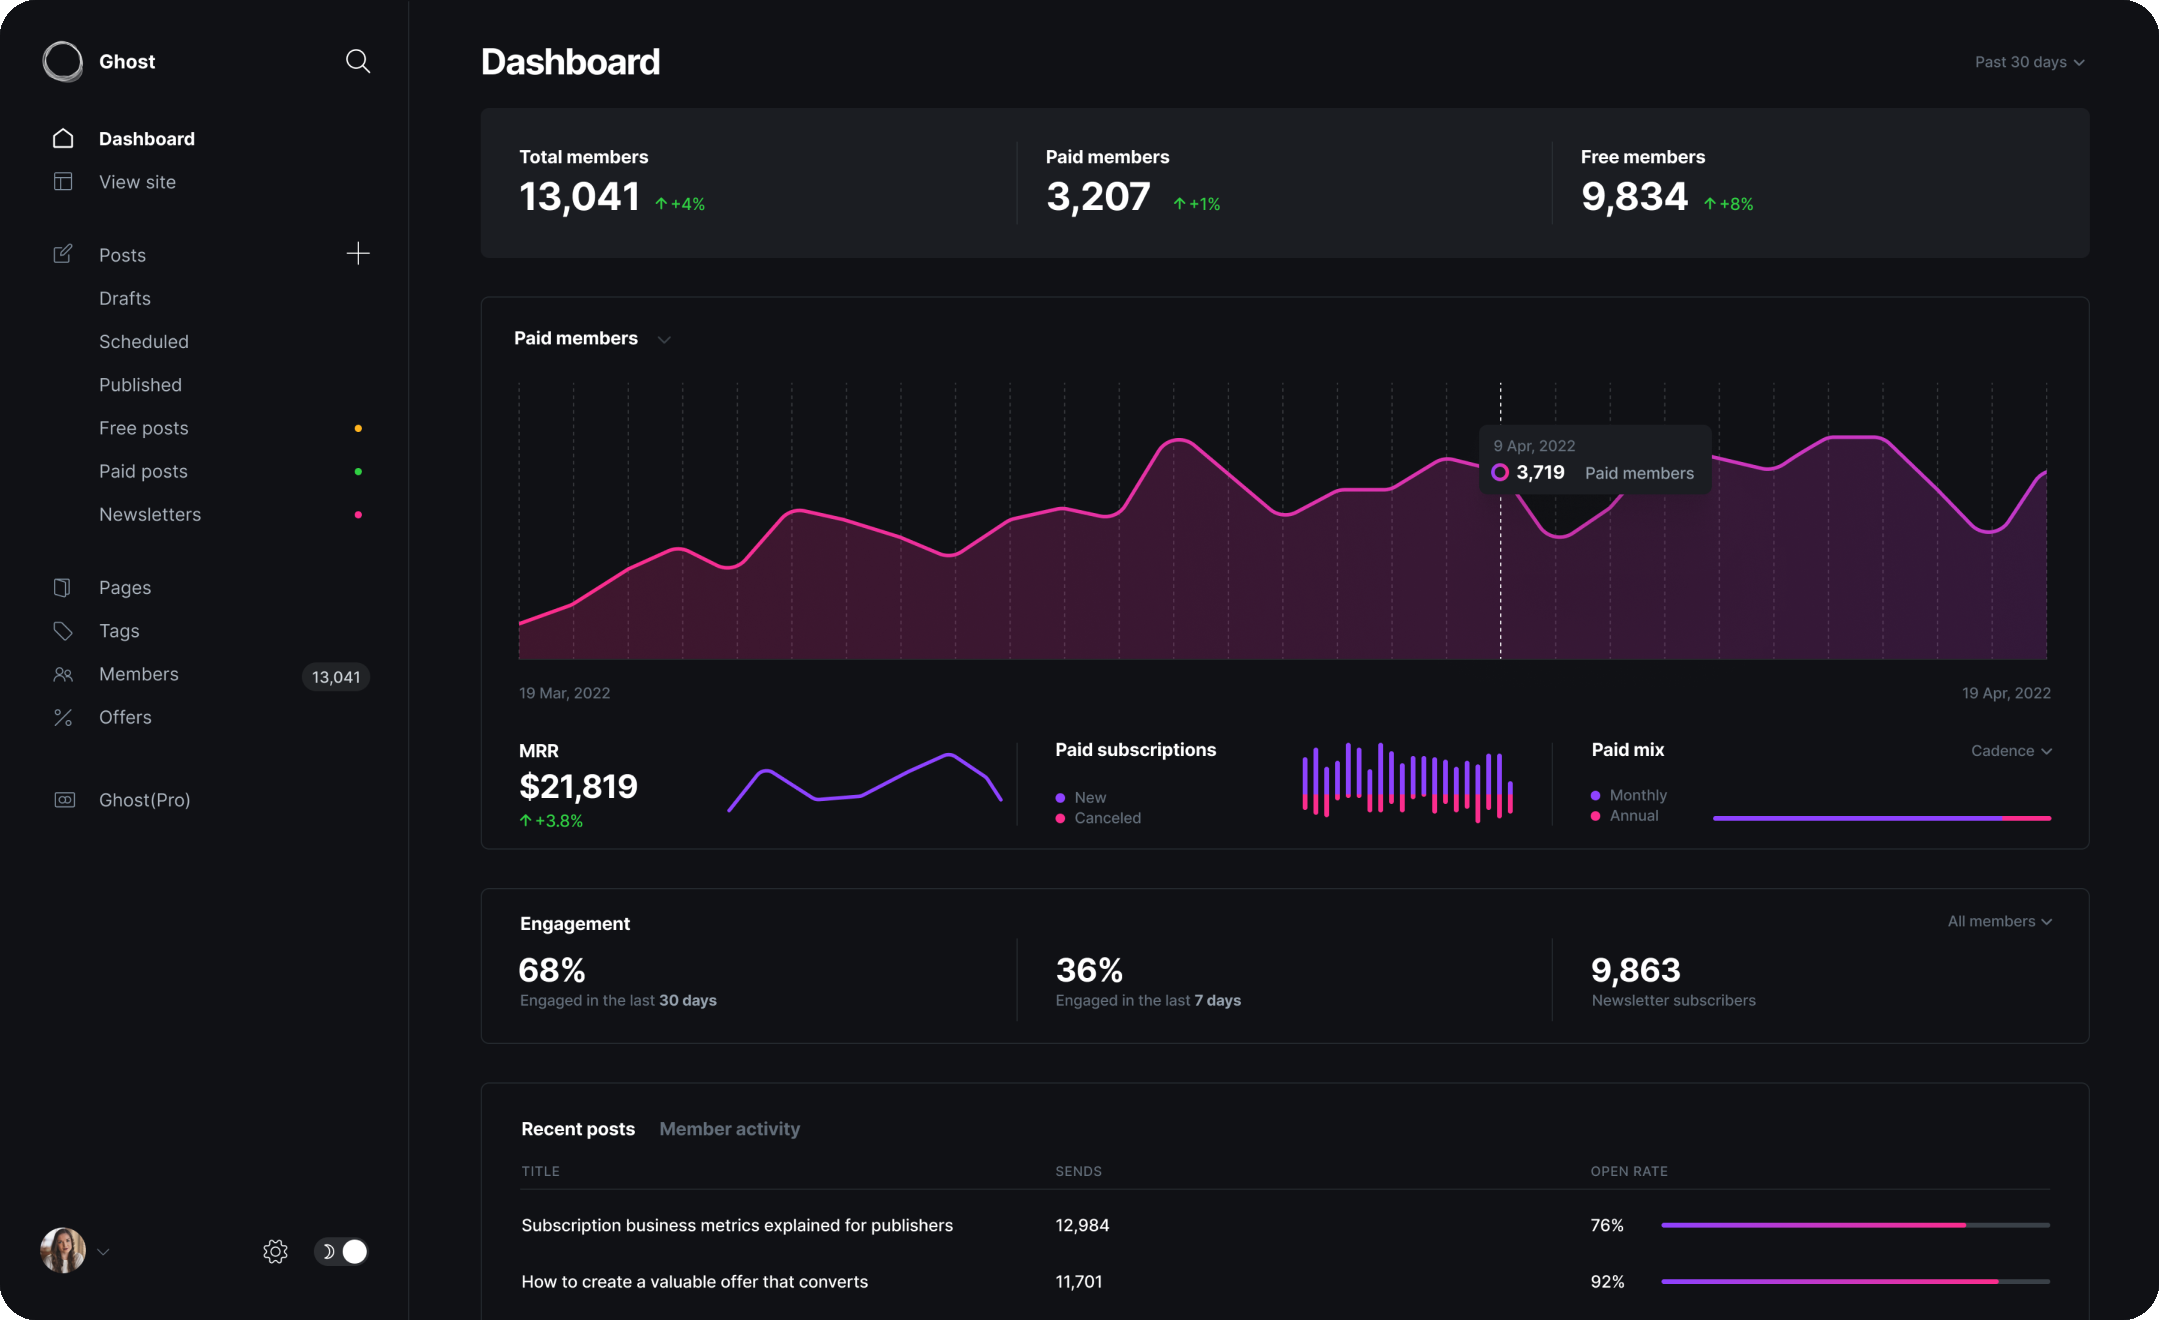 Ghost
Dashboard
View site
Posts
Drafts
Scheduled
Published
Free posts
Paid posts
Newsletters
Pages
Tags
Members 13,041
Offers
Ghost(Pro)
Dashboard
Past 30 days
Total members
13,041 +4%
Paid members
3,207 +1%
Free members
9,834 +8%
Paid members
9 Apr, 2022
3,719 Paid members
19 Mar, 2022 19 Apr, 2022
MRR
$21,819
+3.8%
Paid subscriptions
New
Canceled
Paid mix
Cadence
Monthly
Annual
Engagement
All members
68%
Engaged in the last 30 days
36%
Engaged in the last 7 days
9,863
Newsletter subscribers
Recent posts Member activity
TITLE SENDS OPEN RATE
Subscription business metrics explained for publishers 12,984 76%
How to create a valuable offer that converts 11,701 92%